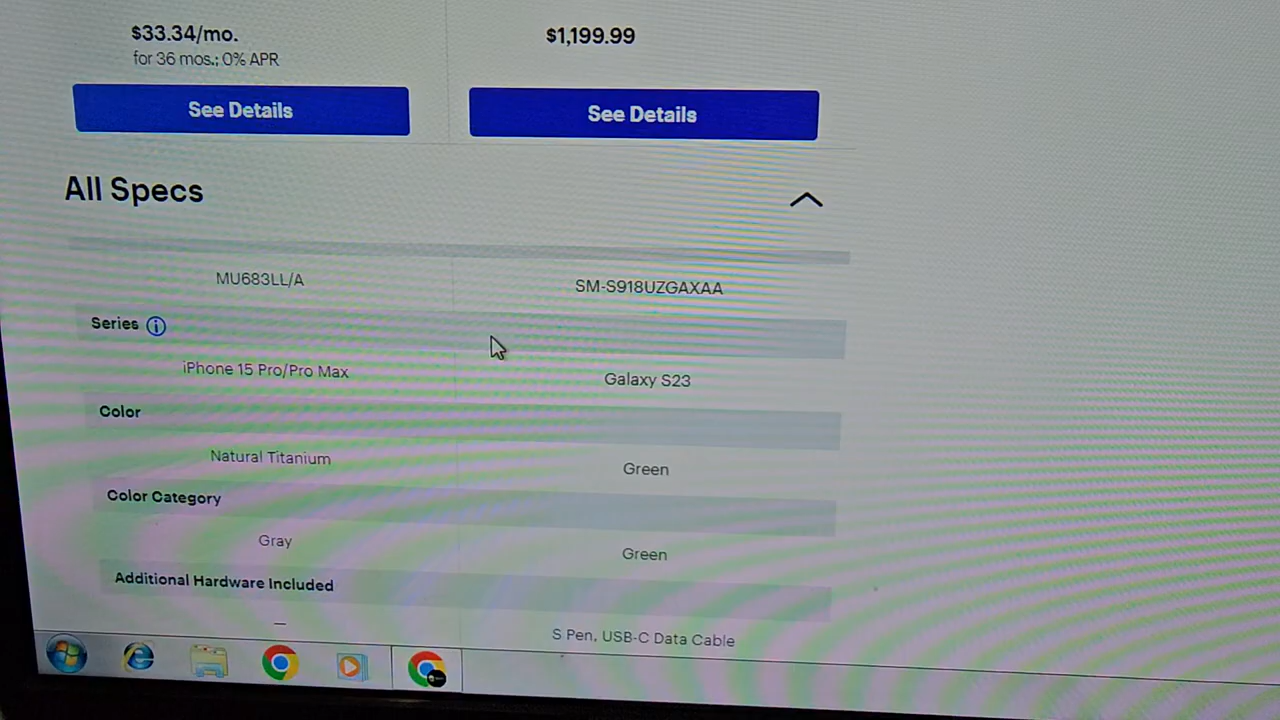 $33.34/mo.
for 36 mos.; 0% APR
$1,199.99
See Details
See Details
All Specs
MU683LL/A
SM-S918UZGAXAA
Series
iPhone 15 Pro/Pro Max
Galaxy S23
Color
Natural Titanium
Green
Color Category
Gray
Green
Additional Hardware Included
—
S Pen, USB-C Data Cable